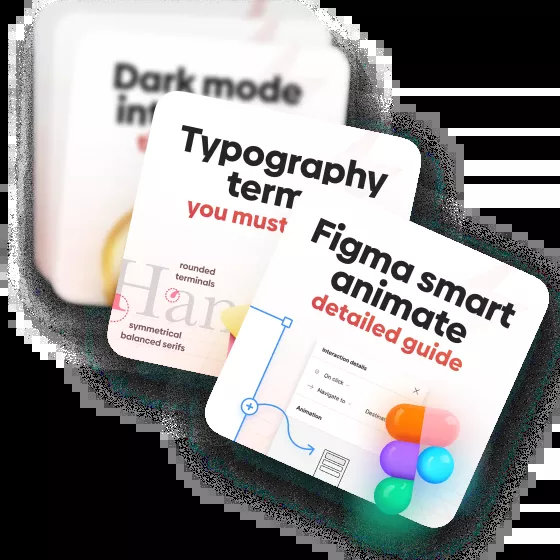 Dark mode
Typography
you must
Han
rounded
terminals
symmetrical
balanced serifs
Figma smart
animate
detailed guide
Interaction details
On click
Navigate to
Animation